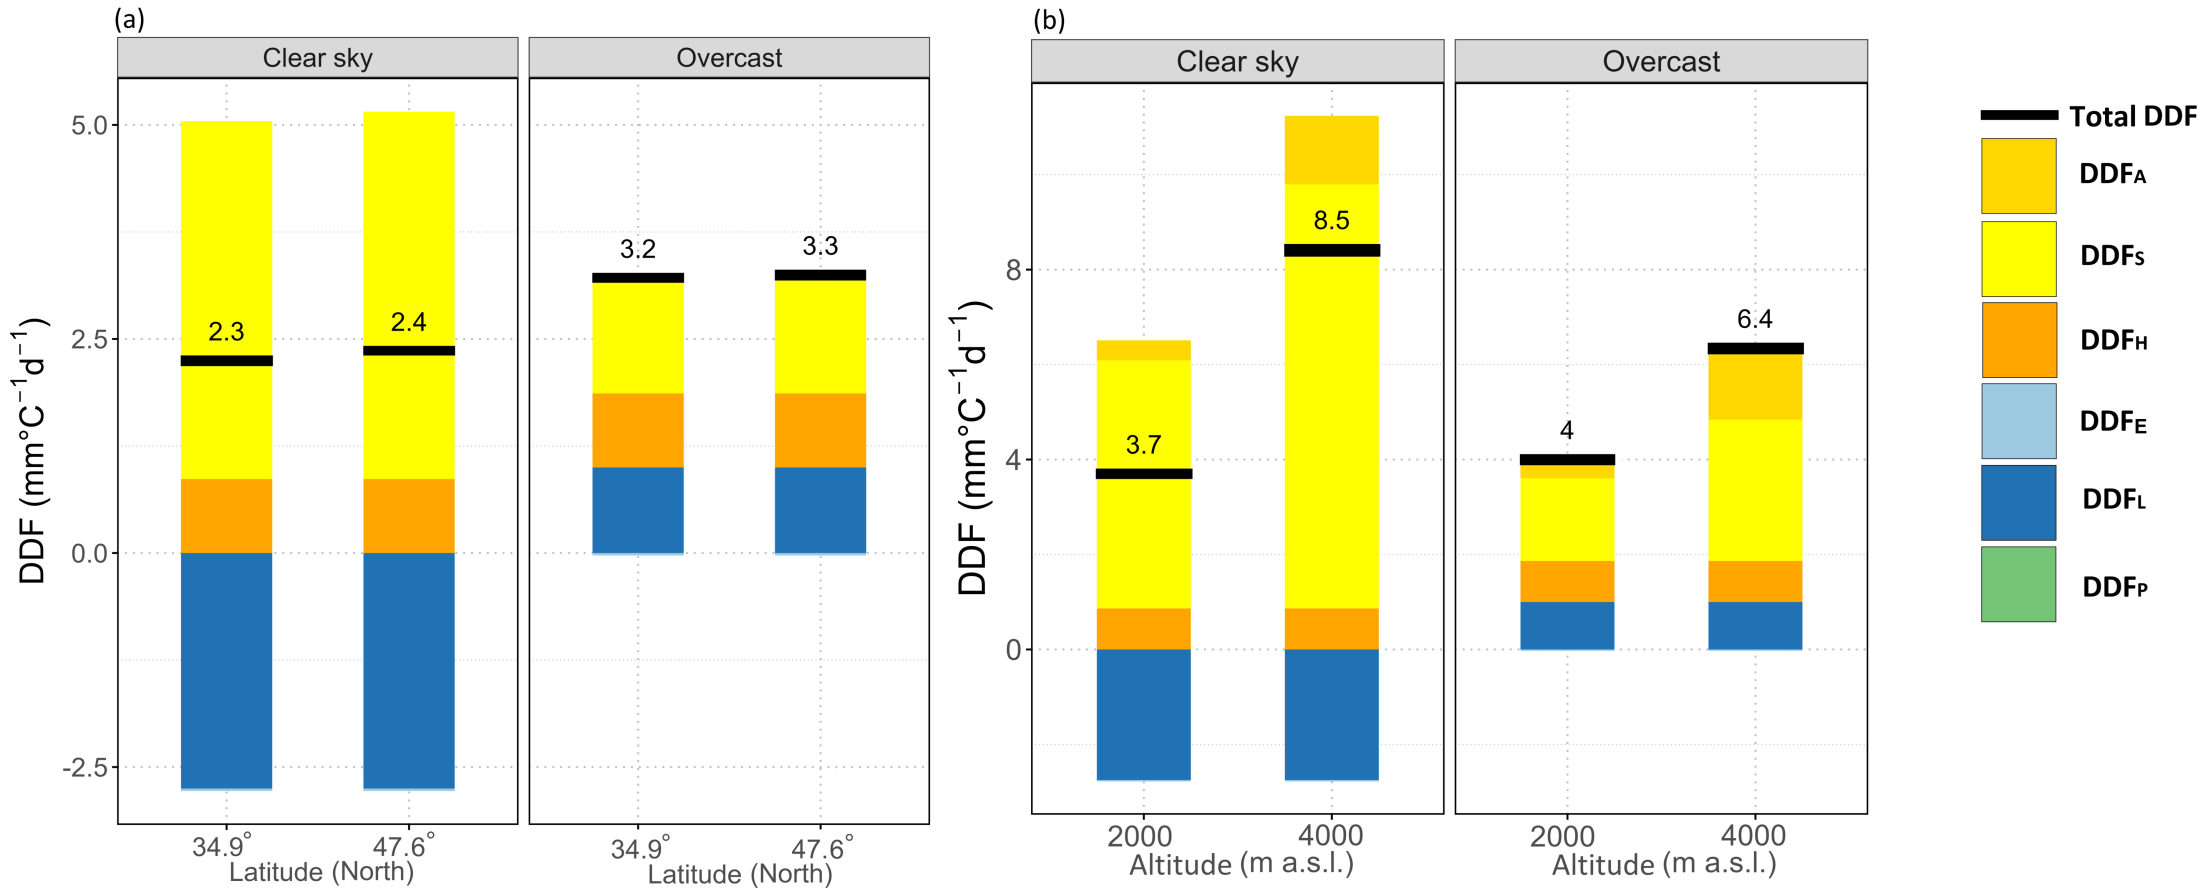 (a)
Clear sky
Overcast
5.0
2.5
0.0
-2.5
DDF (mm°C⁻¹d⁻¹)
2.3
2.4
3.2
3.3
34.9°
47.6°
Latitude (North)
34.9°
47.6°
Latitude (North)
(b)
Clear sky
Overcast
8
4
0
DDF (mm°C⁻¹d⁻¹)
3.7
8.5
4
6.4
2000
4000
Altitude (m a.s.l.)
2000
4000
Altitude (m a.s.l.)
Total DDF
DDFA
DDFS
DDFH
DDFE
DDFL
DDFP